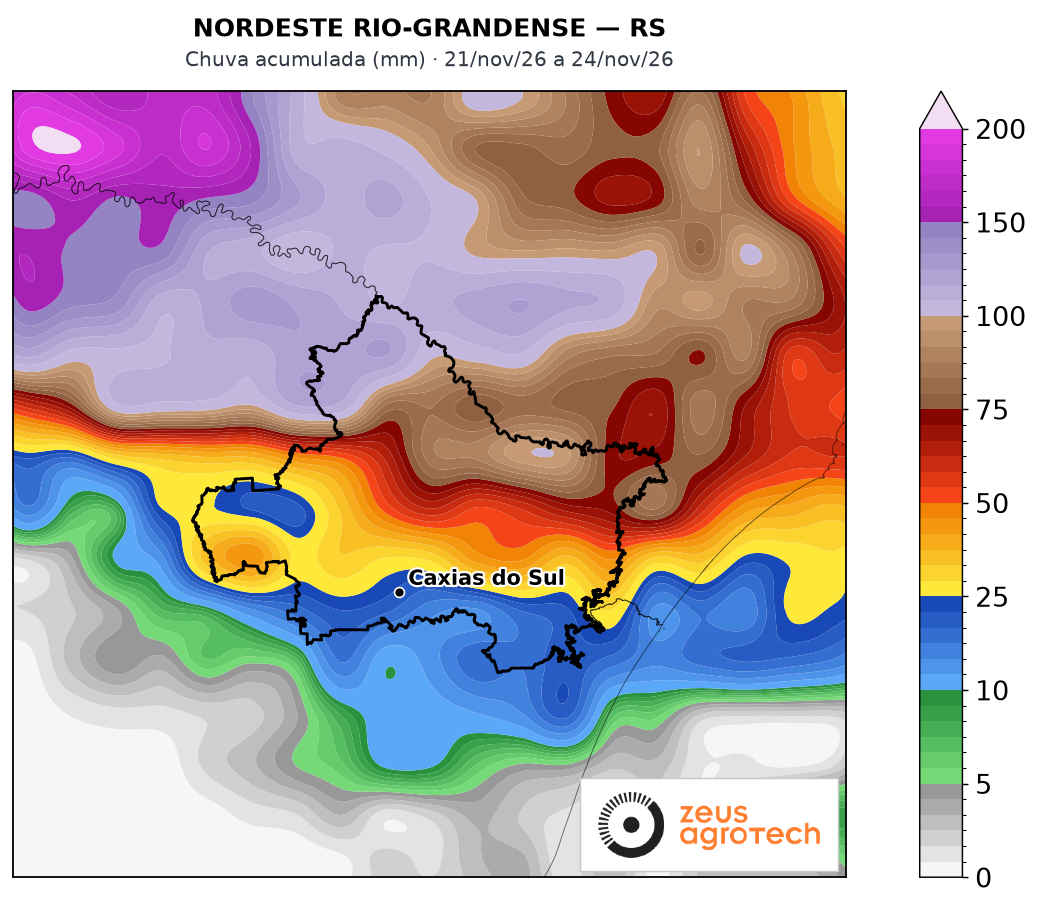 NORDESTE RIO-GRANDENSE — RS
Chuva acumulada (mm) · 21/nov/26 a 24/nov/26
200
150
100
75
50
25
10
5
0
Caxias do Sul
zeus
agrotech